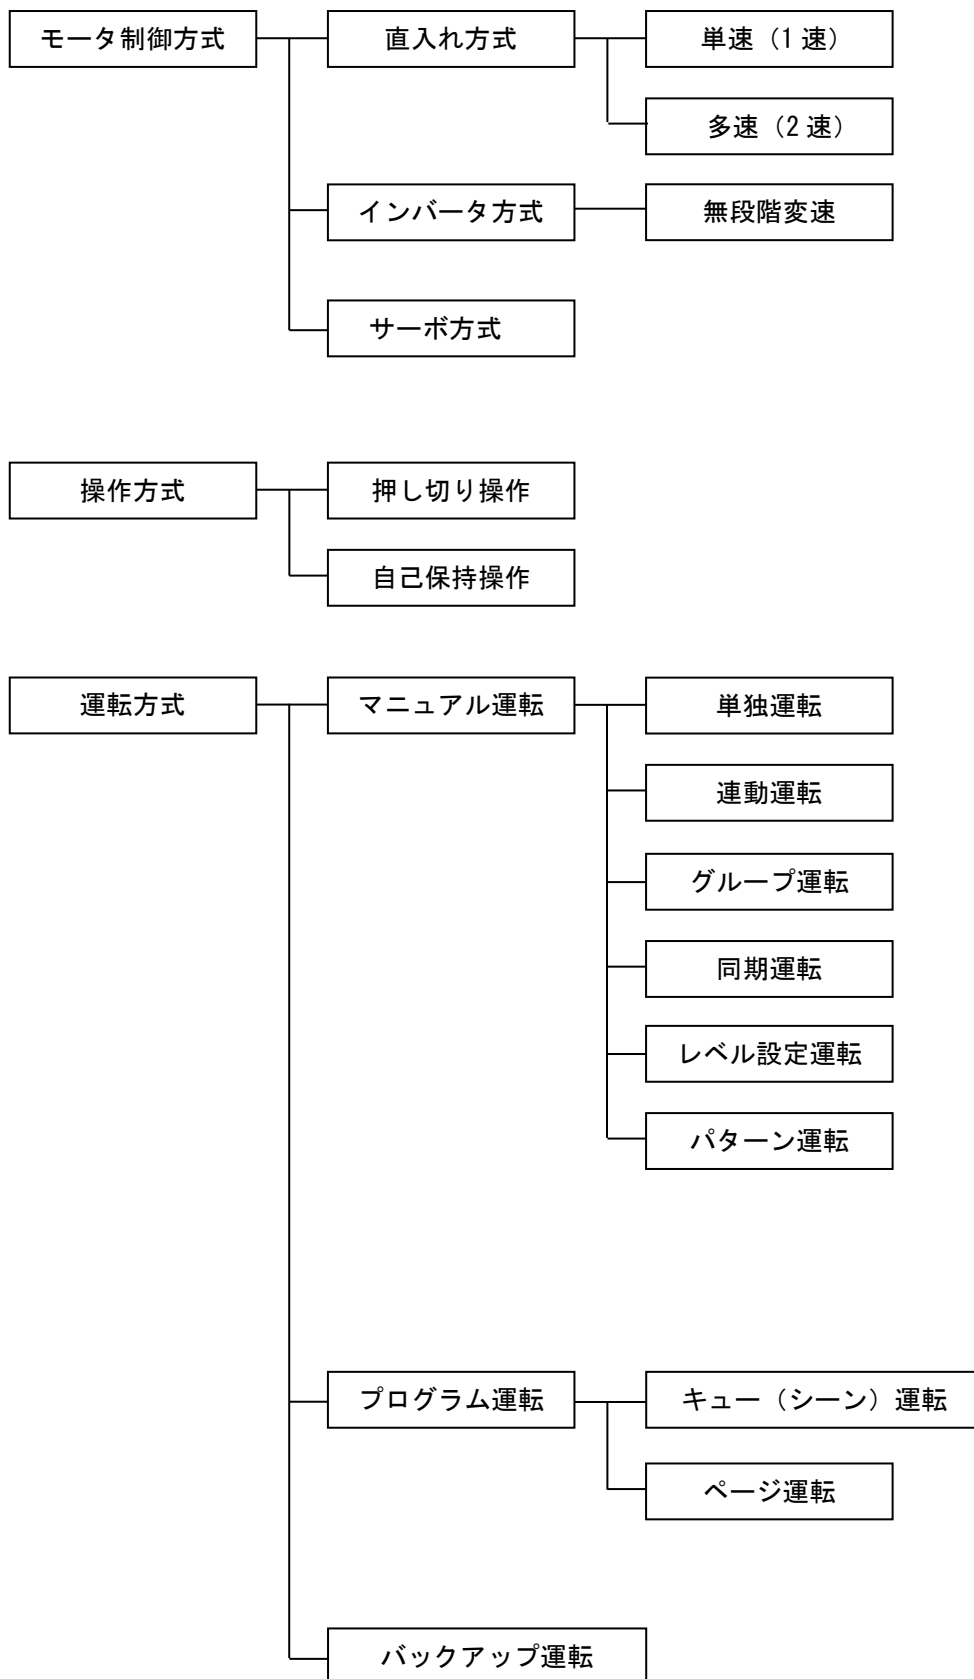 モータ制御方式
直入れ方式
単速（1 速）
多速（2 速）
インバータ方式
無段階変速
サーボ方式
操作方式
押し切り操作
自己保持操作
運転方式
マニュアル運転
単独運転
連動運転
グループ運転
同期運転
レベル設定運転
パターン運転
プログラム運転
キュー（シーン）運転
ページ運転
バックアップ運転